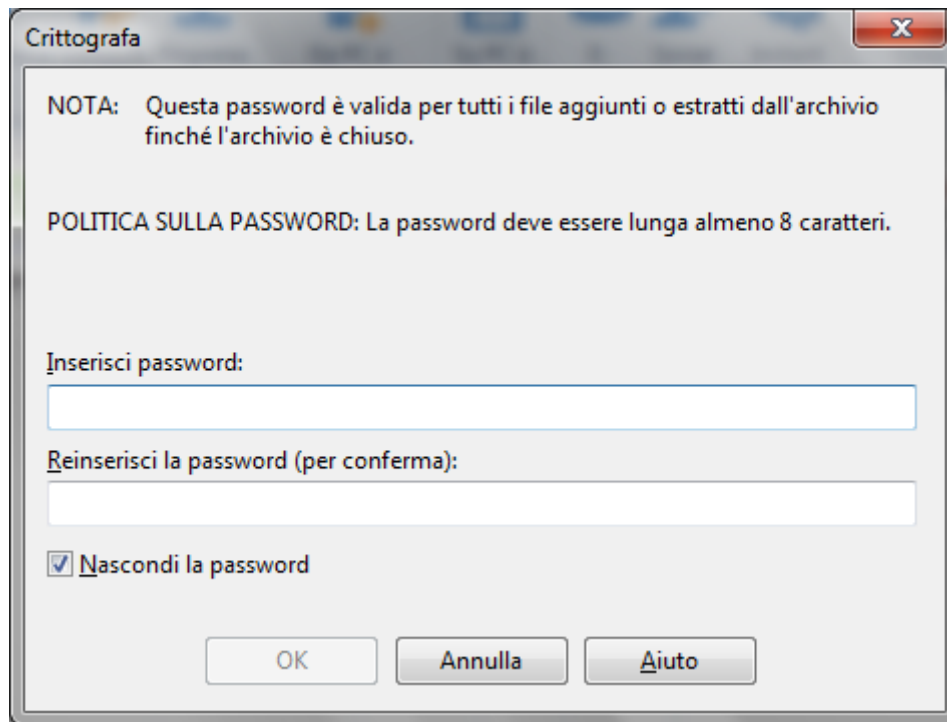 Crittografa
NOTA: Questa password è valida per tutti i file aggiunti o estratti dall'archivio
finché l'archivio è chiuso.
POLITICA SULLA PASSWORD: La password deve essere lunga almeno 8 caratteri.
Inserisci password:
Reinserisci la password (per conferma):
Nascondi la password
OK Annulla Aiuto